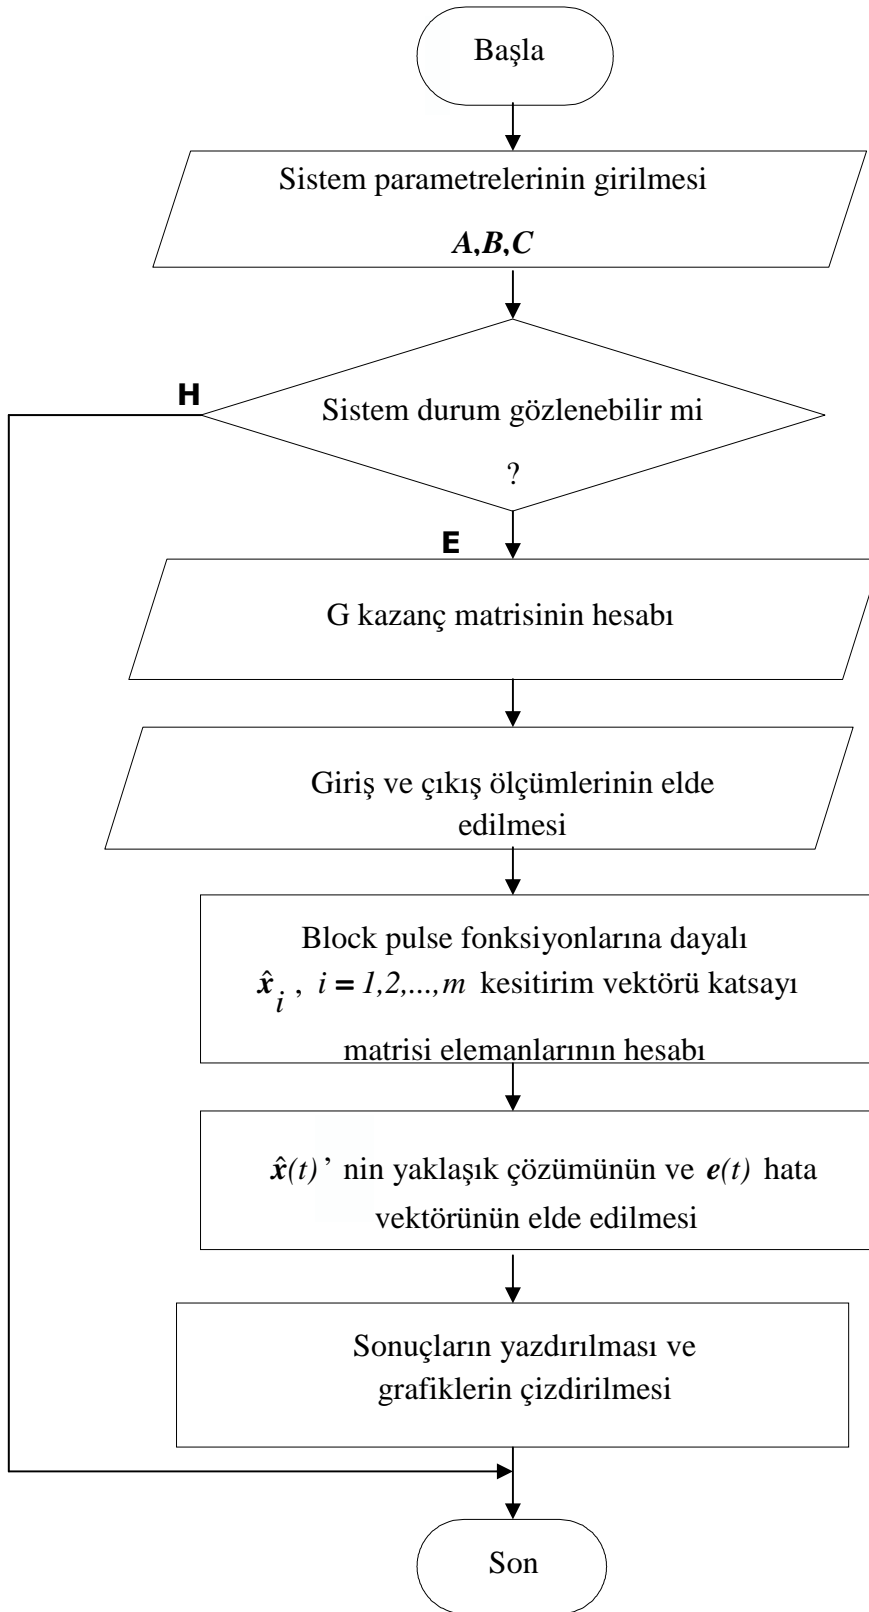 Başla
Sistem parametrelerinin girilmesi
A,B,C
H
Sistem durum gözlenebilir mi
?
E
G kazanç matrisinin hesabı
Giriş ve çıkış ölçümlerinin elde
edilmesi
Block pulse fonksiyonlarına dayalı
x̂i , i = 1,2,...,m kesitirim vektörü katsayı
matrisi elemanlarının hesabı
x̂(t)’ nin yaklaşık çözümünün ve e(t) hata
vektörünün elde edilmesi
Sonuçların yazdırılması ve
grafiklerin çizdirilmesi
Son